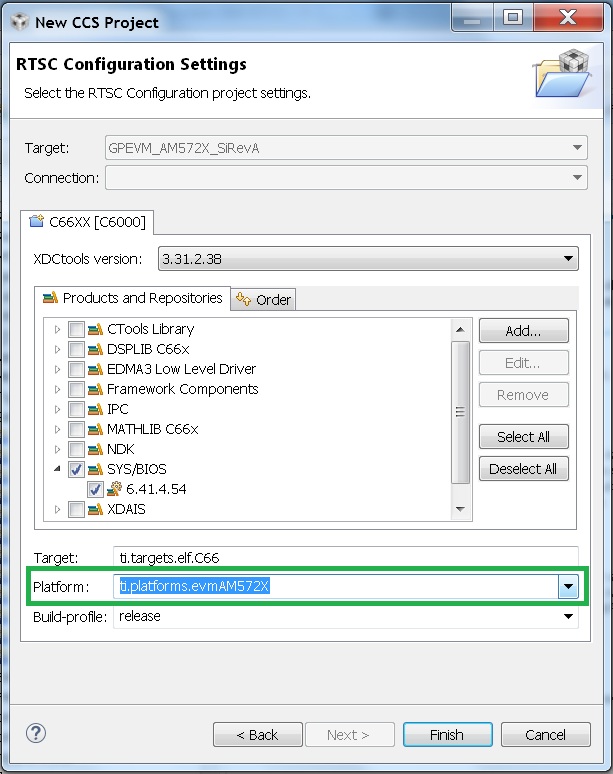 New CCS Project
RTSC Configuration Settings
Select the RTSC Configuration project settings.
Target: GPEVM_AM572X_SiRevA
Connection:
C66XX [C6000]
XDCtools version: 3.31.2.38
Products and Repositories Order
CTools Library
DSPLIB C66x
EDMA3 Low Level Driver
Framework Components
IPC
MATHLIB C66x
NDK
SYS/BIOS
6.41.4.54
XDAIS
Add...
Edit...
Remove
Select All
Deselect All
Target: ti.targets.elf.C66
Platform: ti.platforms.evmAM572X
Build-profile: release
? < Back Next > Finish Cancel